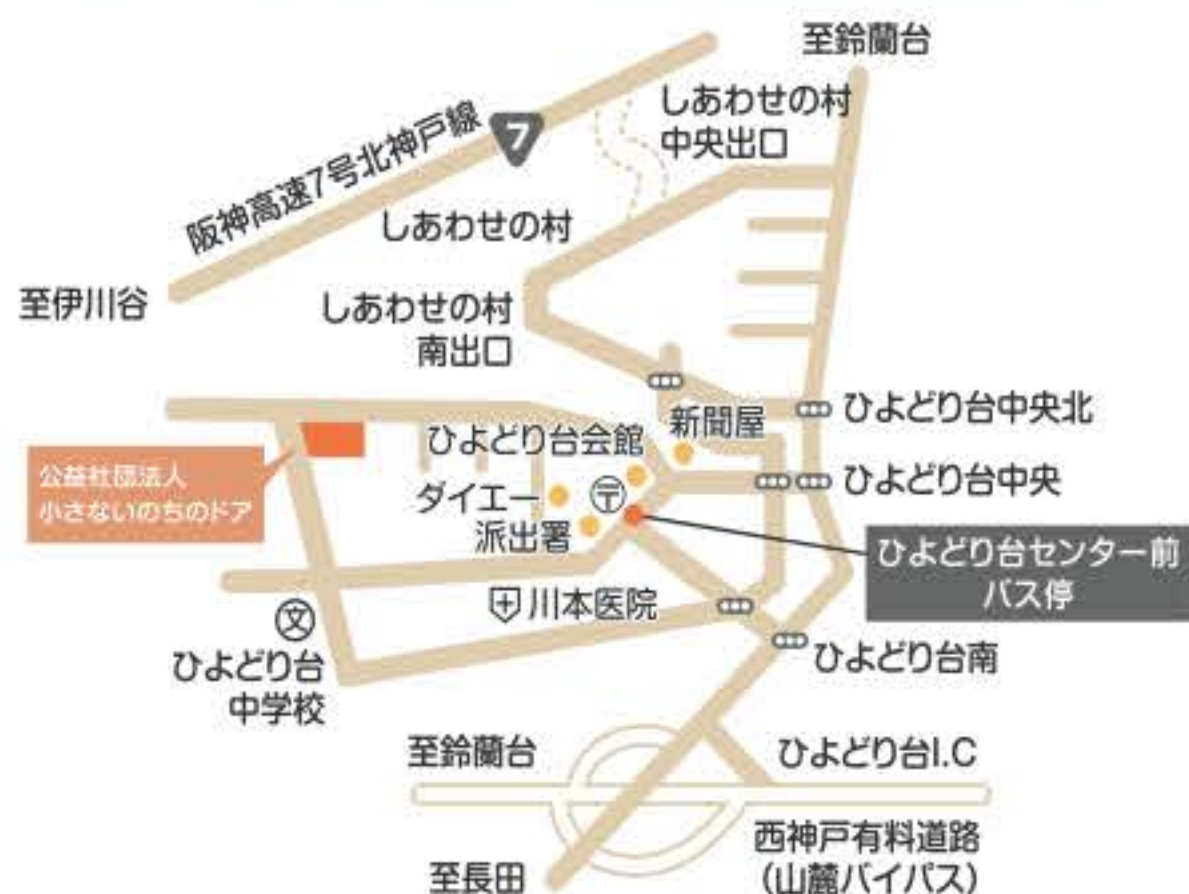 至鈴蘭台
しあわせの村
中央出口
7
阪神高速7号北神戸線
しあわせの村
至伊川谷
しあわせの村
南出口
ひよどり台中央北
新聞屋
ひよどり台会館
公益社団法人
小さないのちのドア
ダイエー
〒
ひよどり台中央
派出署
ひよどり台センター前
バス停
川本医院
文
ひよどり台
中学校
ひよどり台南
至鈴蘭台
ひよどり台I.C
西神戸有料道路
(山麓バイパス)
至長田